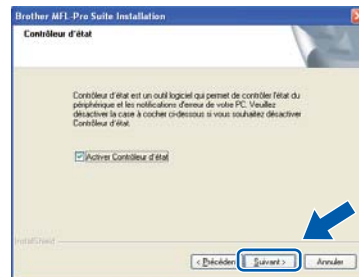 Brother MFL-Pro Suite Installation
Contrôleur d'état
Contrôleur d'état est un outil logiciel qui permet de contrôler l'état du
périphérique et les notifications d'erreur de votre PC. Veuillez
désactiver la case à cocher ci-dessous si vous souhaitez désactiver
Contrôleur d'état.
Activer Contrôleur d'état
InstallShield
< Précéden
Suivant >
Annuler